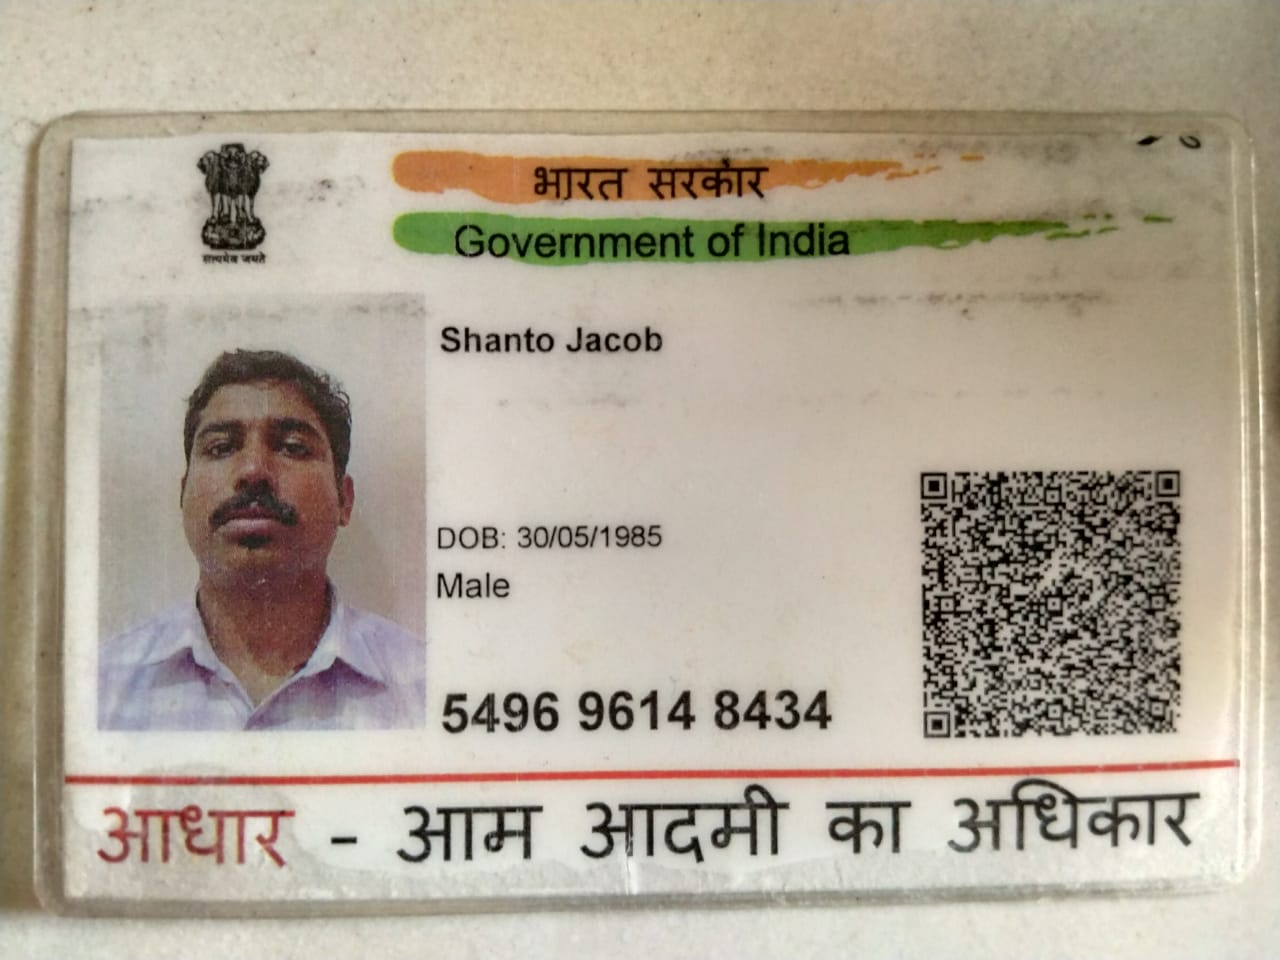 भारत सरकार
Government of India
सत्यमेव जयते
Shanto Jacob
DOB: 30/05/1985
Male
5496 9614 8434
आधार - आम आदमी का अधिकार